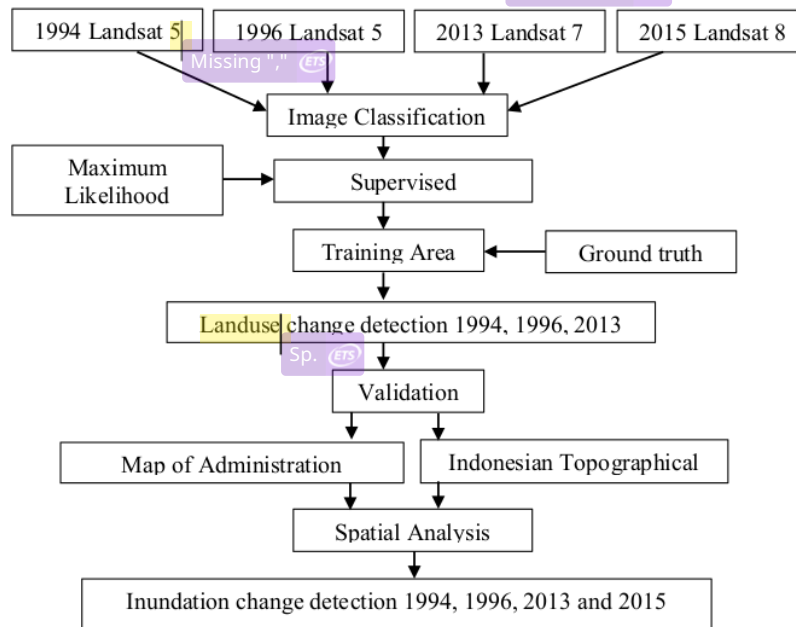 1994 Landsat 5
1996 Landsat 5
2013 Landsat 7
2015 Landsat 8
Missing "," ETS
Image Classification
Maximum
Likelihood
Supervised
Training Area
Ground truth
Landuse change detection 1994, 1996, 2013
Sp. ETS
Validation
Map of Administration
Indonesian Topographical
Spatial Analysis
Inundation change detection 1994, 1996, 2013 and 2015